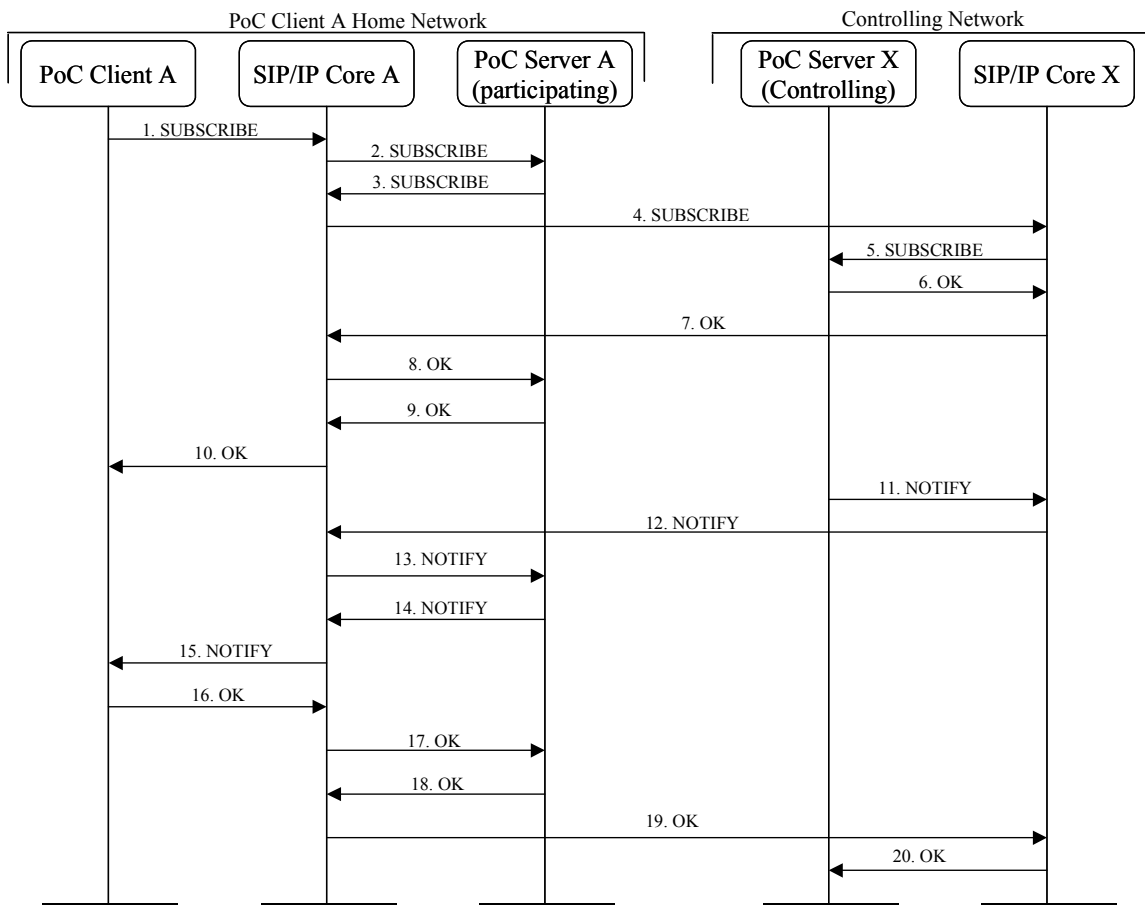 PoC Client A Home Network
Controlling Network
PoC Client A
SIP/IP Core A
PoC Server A
(participating)
PoC Server X
(Controlling)
SIP/IP Core X
1. SUBSCRIBE
2. SUBSCRIBE
3. SUBSCRIBE
4. SUBSCRIBE
5. SUBSCRIBE
6. OK
7. OK
8. OK
9. OK
10. OK
11. NOTIFY
12. NOTIFY
13. NOTIFY
14. NOTIFY
15. NOTIFY
16. OK
17. OK
18. OK
19. OK
20. OK